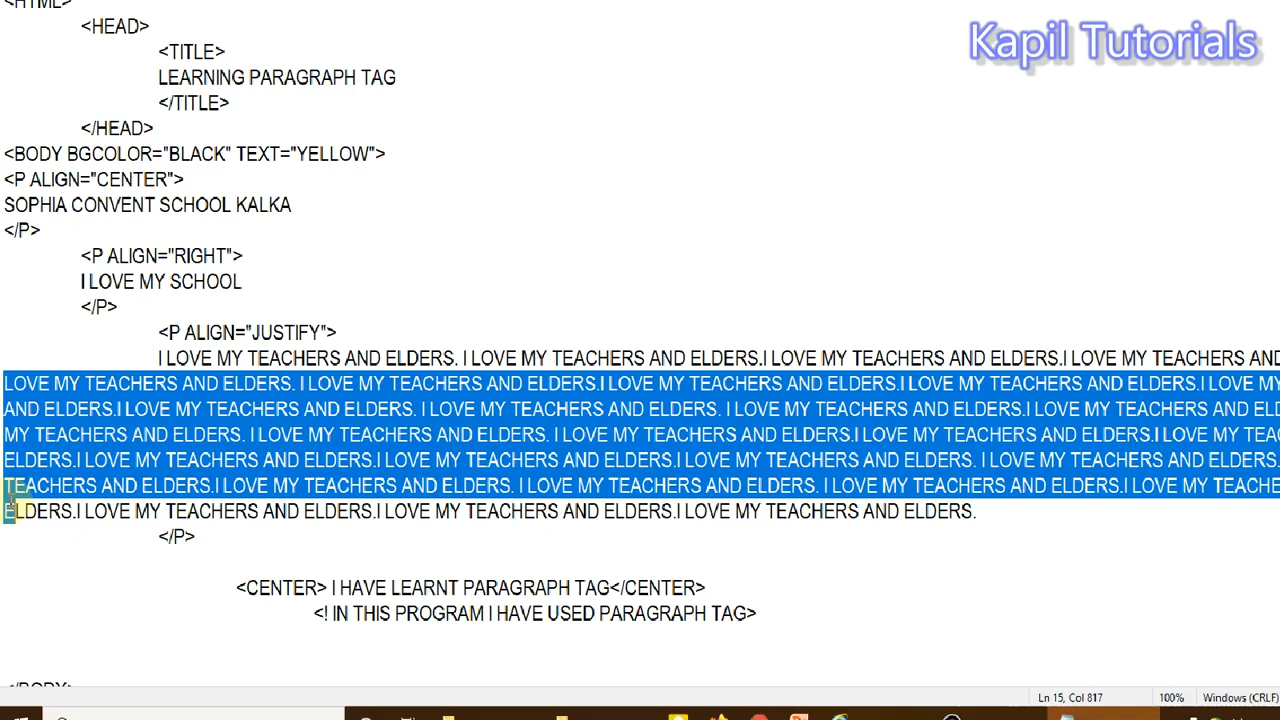 <HTML>
<HEAD>
<TITLE>
LEARNING PARAGRAPH TAG
</TITLE>
</HEAD>
<BODY BGCOLOR="BLACK" TEXT="YELLOW">
<P ALIGN="CENTER">
SOPHIA CONVENT SCHOOL KALKA
</P>
<P ALIGN="RIGHT">
I LOVE MY SCHOOL
</P>
<P ALIGN="JUSTIFY">
I LOVE MY TEACHERS AND ELDERS. I LOVE MY TEACHERS AND ELDERS.I LOVE MY TEACHERS AND ELDERS.I LOVE MY TEACHERS AND
LOVE MY TEACHERS AND ELDERS. I LOVE MY TEACHERS AND ELDERS.I LOVE MY TEACHERS AND ELDERS.I LOVE MY TEACHERS AND ELDERS.I LOVE MY
AND ELDERS.I LOVE MY TEACHERS AND ELDERS. I LOVE MY TEACHERS AND ELDERS. I LOVE MY TEACHERS AND ELDERS.I LOVE MY TEACHERS AND
MY TEACHERS AND ELDERS. I LOVE MY TEACHERS AND ELDERS. I LOVE MY TEACHERS AND ELDERS.I LOVE MY TEACHERS AND ELDERS.I LOVE MY
ELDERS.I LOVE MY TEACHERS AND ELDERS.I LOVE MY TEACHERS AND ELDERS.I LOVE MY TEACHERS AND ELDERS. I LOVE MY TEACHERS AND ELDERS.
TEACHERS AND ELDERS.I LOVE MY TEACHERS AND ELDERS. I LOVE MY TEACHERS AND ELDERS. I LOVE MY TEACHERS AND ELDERS.I LOVE MY
ELDERS.I LOVE MY TEACHERS AND ELDERS.I LOVE MY TEACHERS AND ELDERS.I LOVE MY TEACHERS AND ELDERS.
</P>
<CENTER> I HAVE LEARNT PARAGRAPH TAG</CENTER>
<! IN THIS PROGRAM I HAVE USED PARAGRAPH TAG>
</BODY>
Kapil Tutorials
Ln 15, Col 817 100% Windows (CRLF)